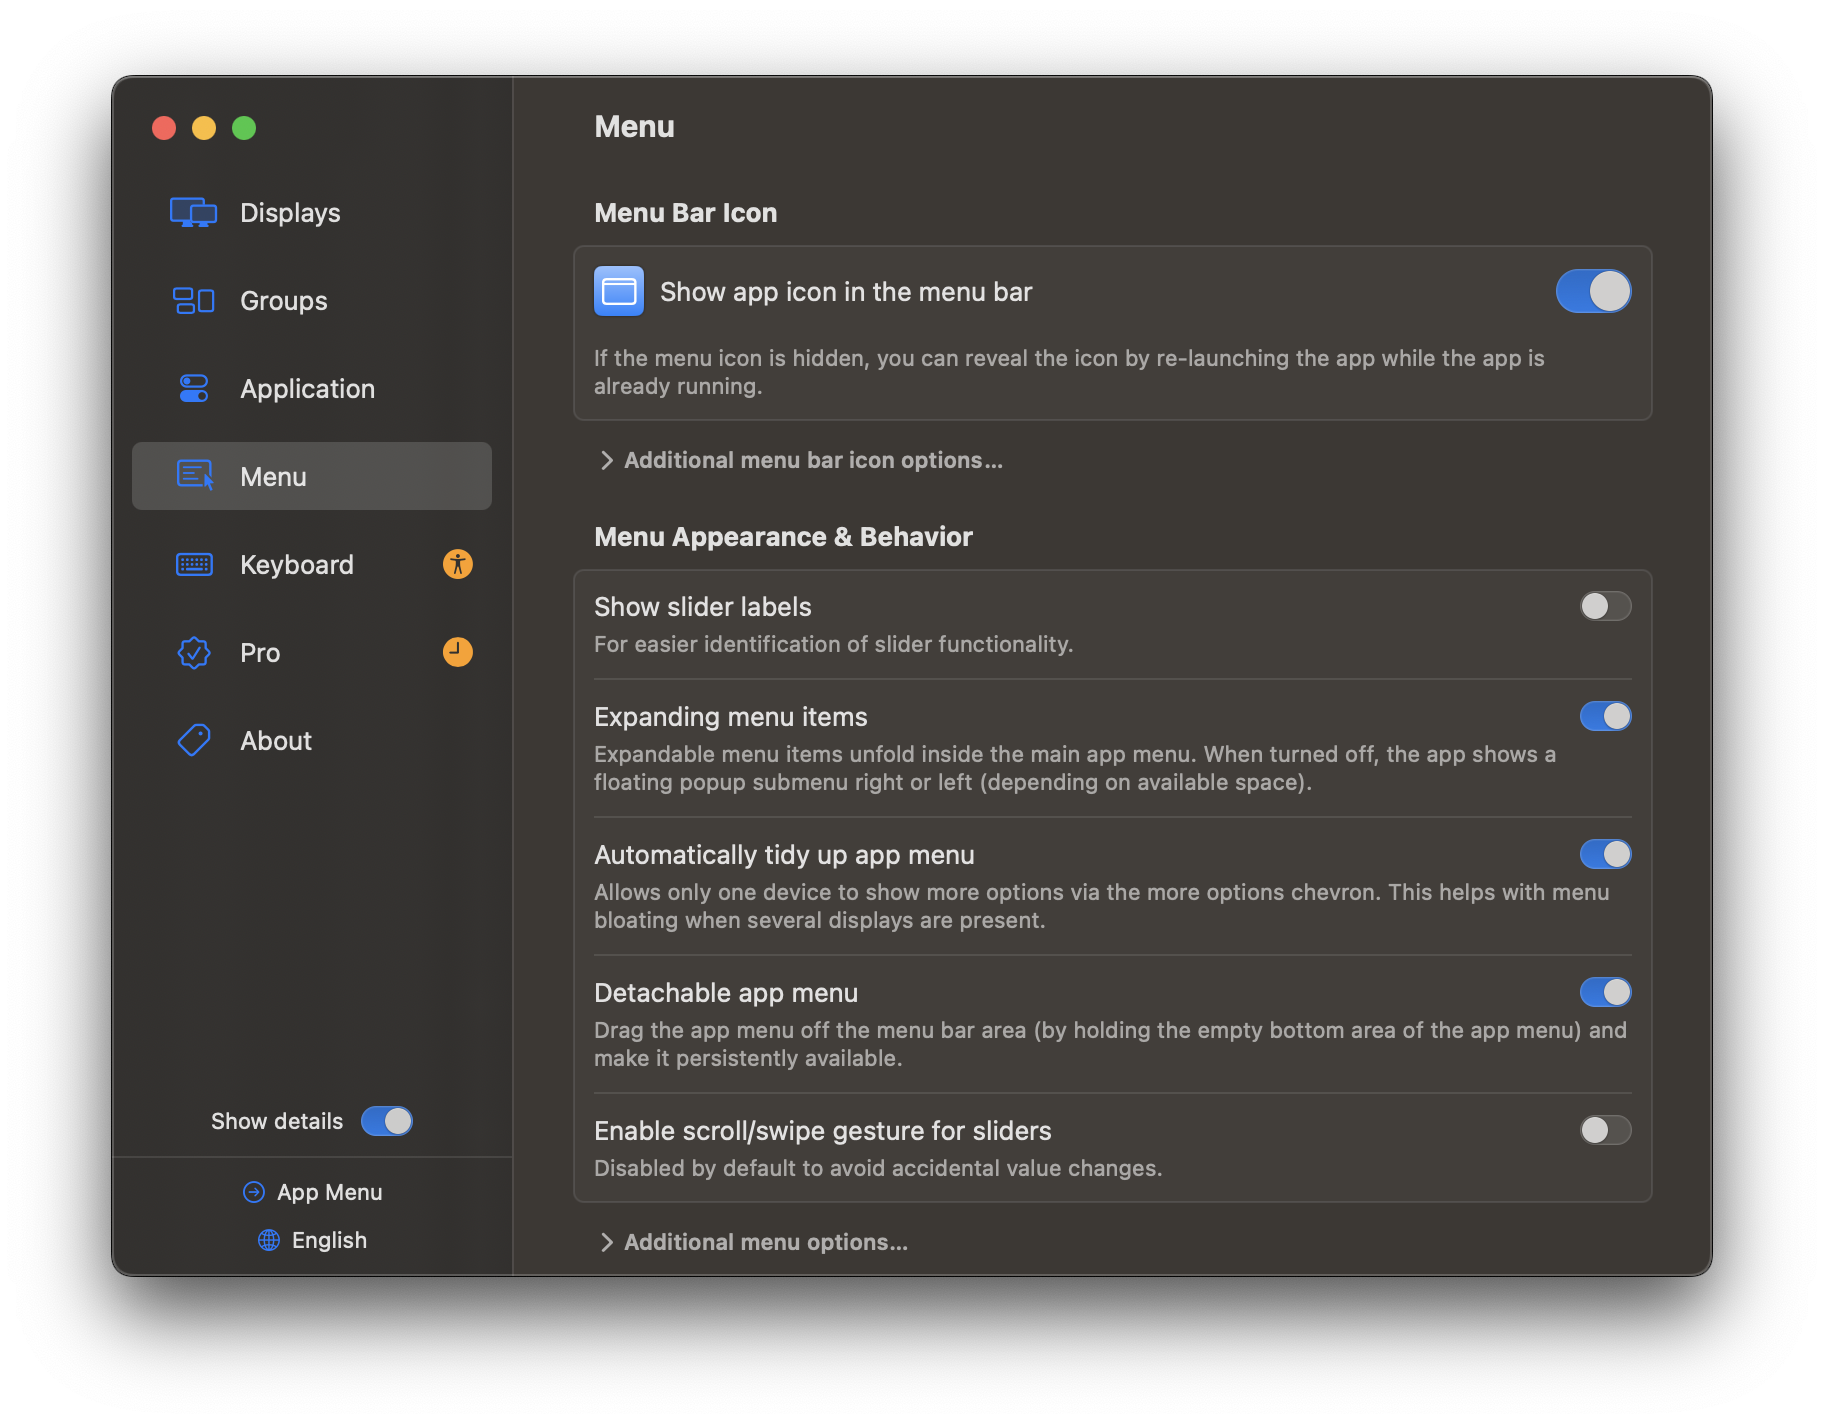 Displays
Groups
Application
Menu
Keyboard
Pro
About
Show details
App Menu
English
Menu
Menu Bar Icon
Show app icon in the menu bar
If the menu icon is hidden, you can reveal the icon by re-launching the app while the app is
already running.
Additional menu bar icon options...
Menu Appearance & Behavior
Show slider labels
For easier identification of slider functionality.
Expanding menu items
Expandable menu items unfold inside the main app menu. When turned off, the app shows a
floating popup submenu right or left (depending on available space).
Automatically tidy up app menu
Allows only one device to show more options via the more options chevron. This helps with menu
bloating when several displays are present.
Detachable app menu
Drag the app menu off the menu bar area (by holding the empty bottom area of the app menu) and
make it persistently available.
Enable scroll/swipe gesture for sliders
Disabled by default to avoid accidental value changes.
Additional menu options...